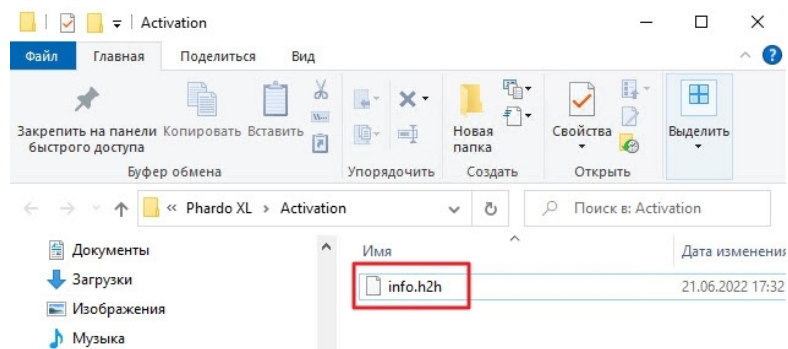 Activation
Файл Главная Поделиться Вид
Закрепить на панели быстрого доступа
Копировать
Вставить
Новая папка
Свойства
Выделить
Буфер обмена
Упорядочить
Создать
Открыть
« Phardo XL > Activation
Поиск в: Activation
Документы
Загрузки
Изображения
Музыка
Имя
Дата изменения
info.h2h
21.06.2022 17:32